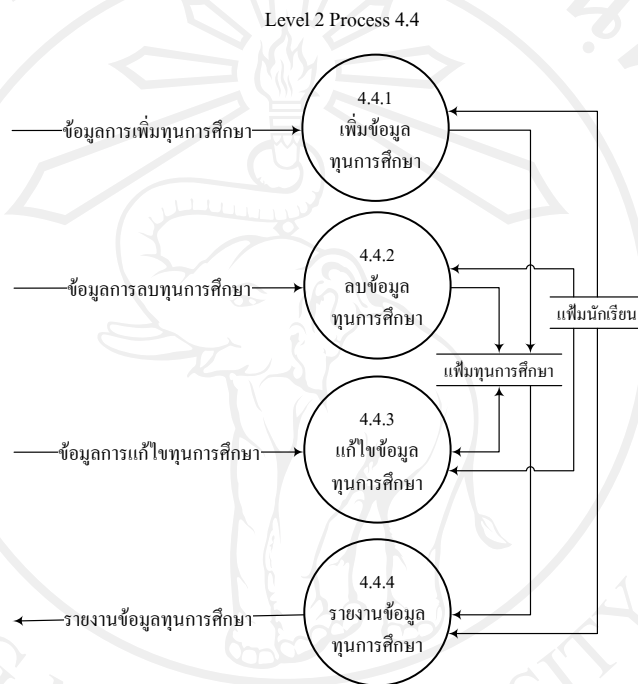 Level 2 Process 4.4
4.4.1
เพิ่มข้อมูล
ทุนการศึกษา
ข้อมูลการเพิ่มทุนการศึกษา
4.4.2
ลบข้อมูล
ทุนการศึกษา
ข้อมูลการลบทุนการศึกษา
แฟ้มนักเรียน
แฟ้มทุนการศึกษา
4.4.3
แก้ไขข้อมูล
ทุนการศึกษา
ข้อมูลการแก้ไขทุนการศึกษา
4.4.4
รายงานข้อมูล
ทุนการศึกษา
รายงานข้อมูลทุนการศึกษา